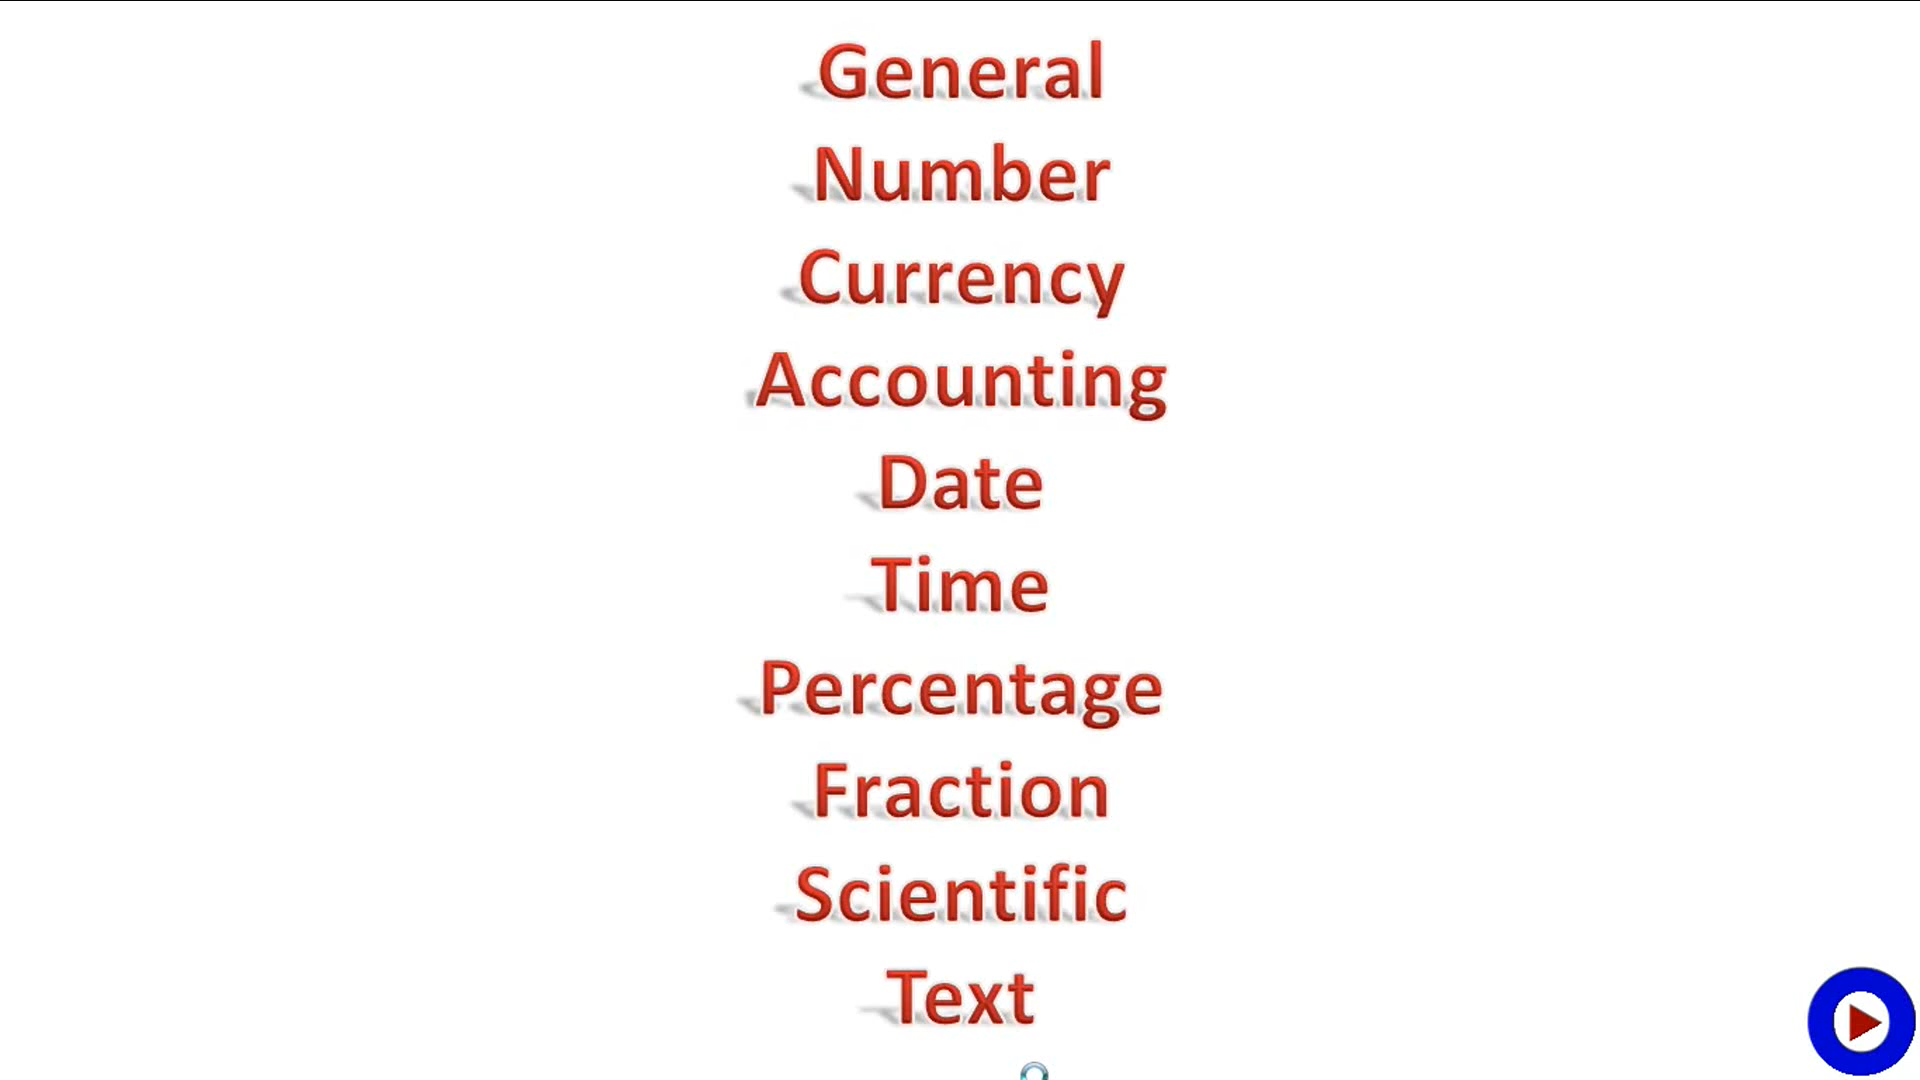 General
Number
Currency
Accounting
Date
Time
Percentage
Fraction
Scientific
Text